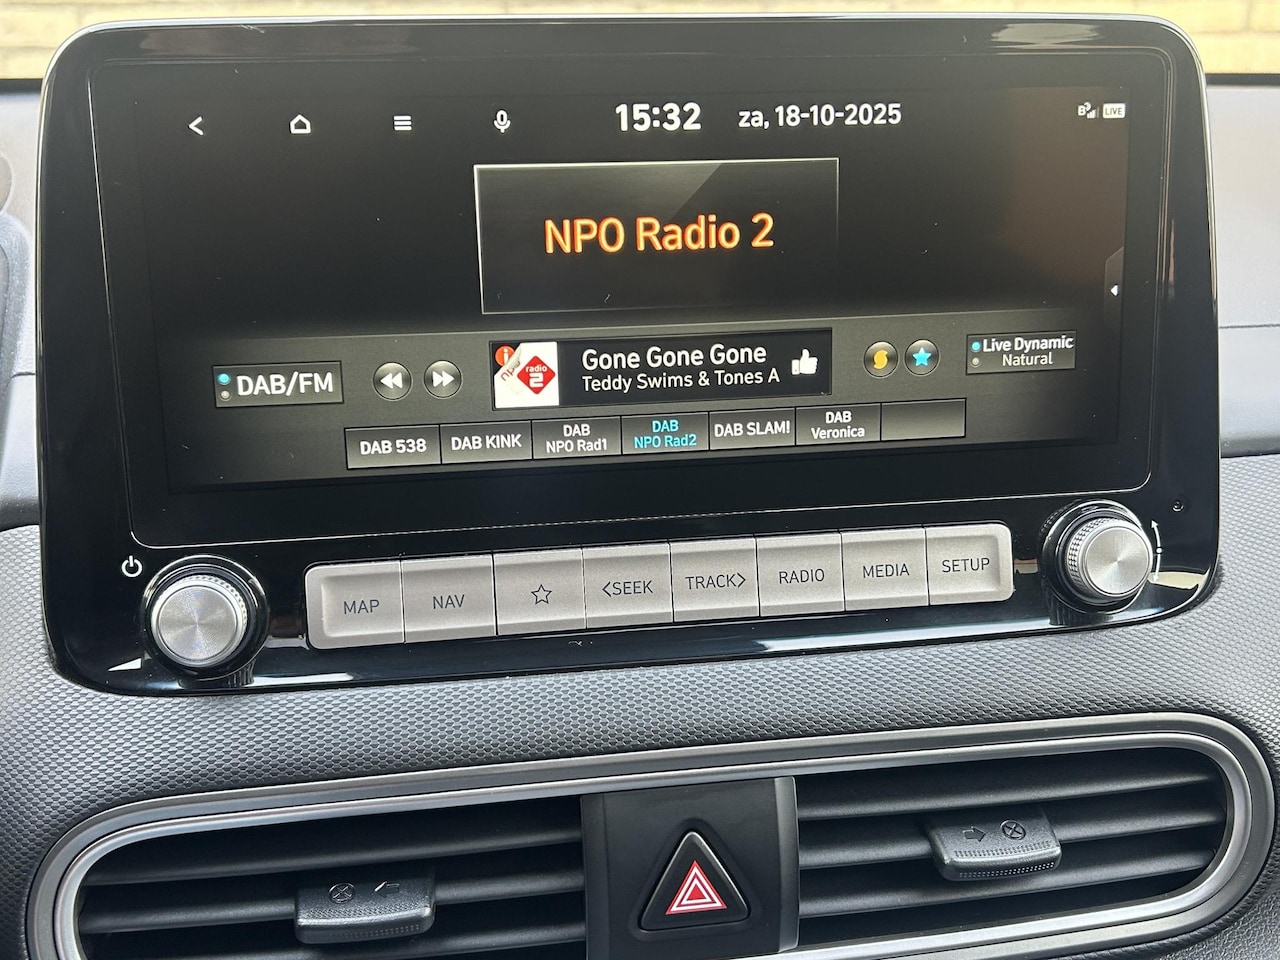 15:32 za, 18-10-2025
B LIVE
NPO Radio 2
DAB/FM
npo radio 2
Gone Gone Gone
Teddy Swims & Tones A
S
Live Dynamic
Natural
DAB 538
DAB KINK
DAB
NPO Rad1
DAB
NPO Rad2
DAB SLAM!
DAB
Veronica
MAP NAV <SEEK TRACK> RADIO MEDIA SETUP